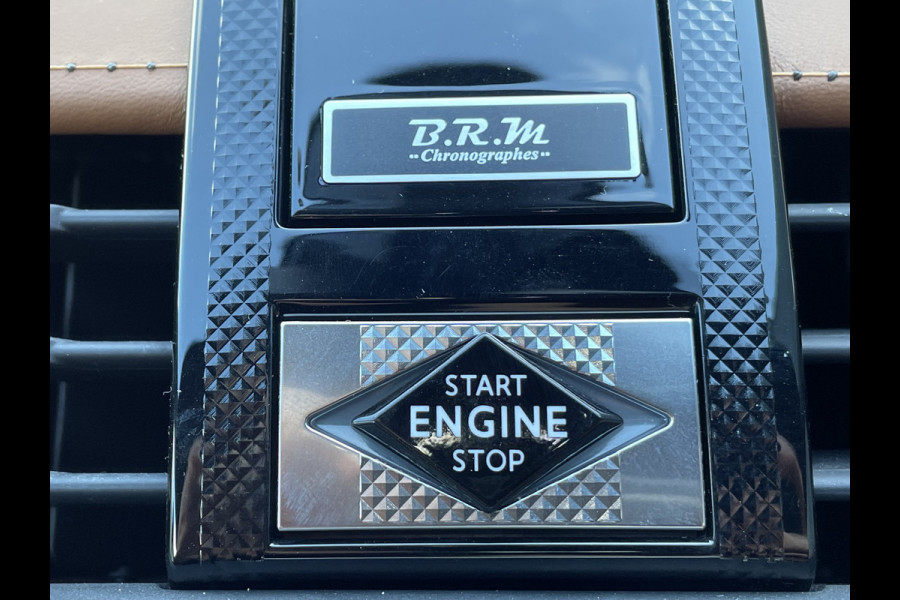 B.R.M
Chronographes
START
ENGINE
STOP